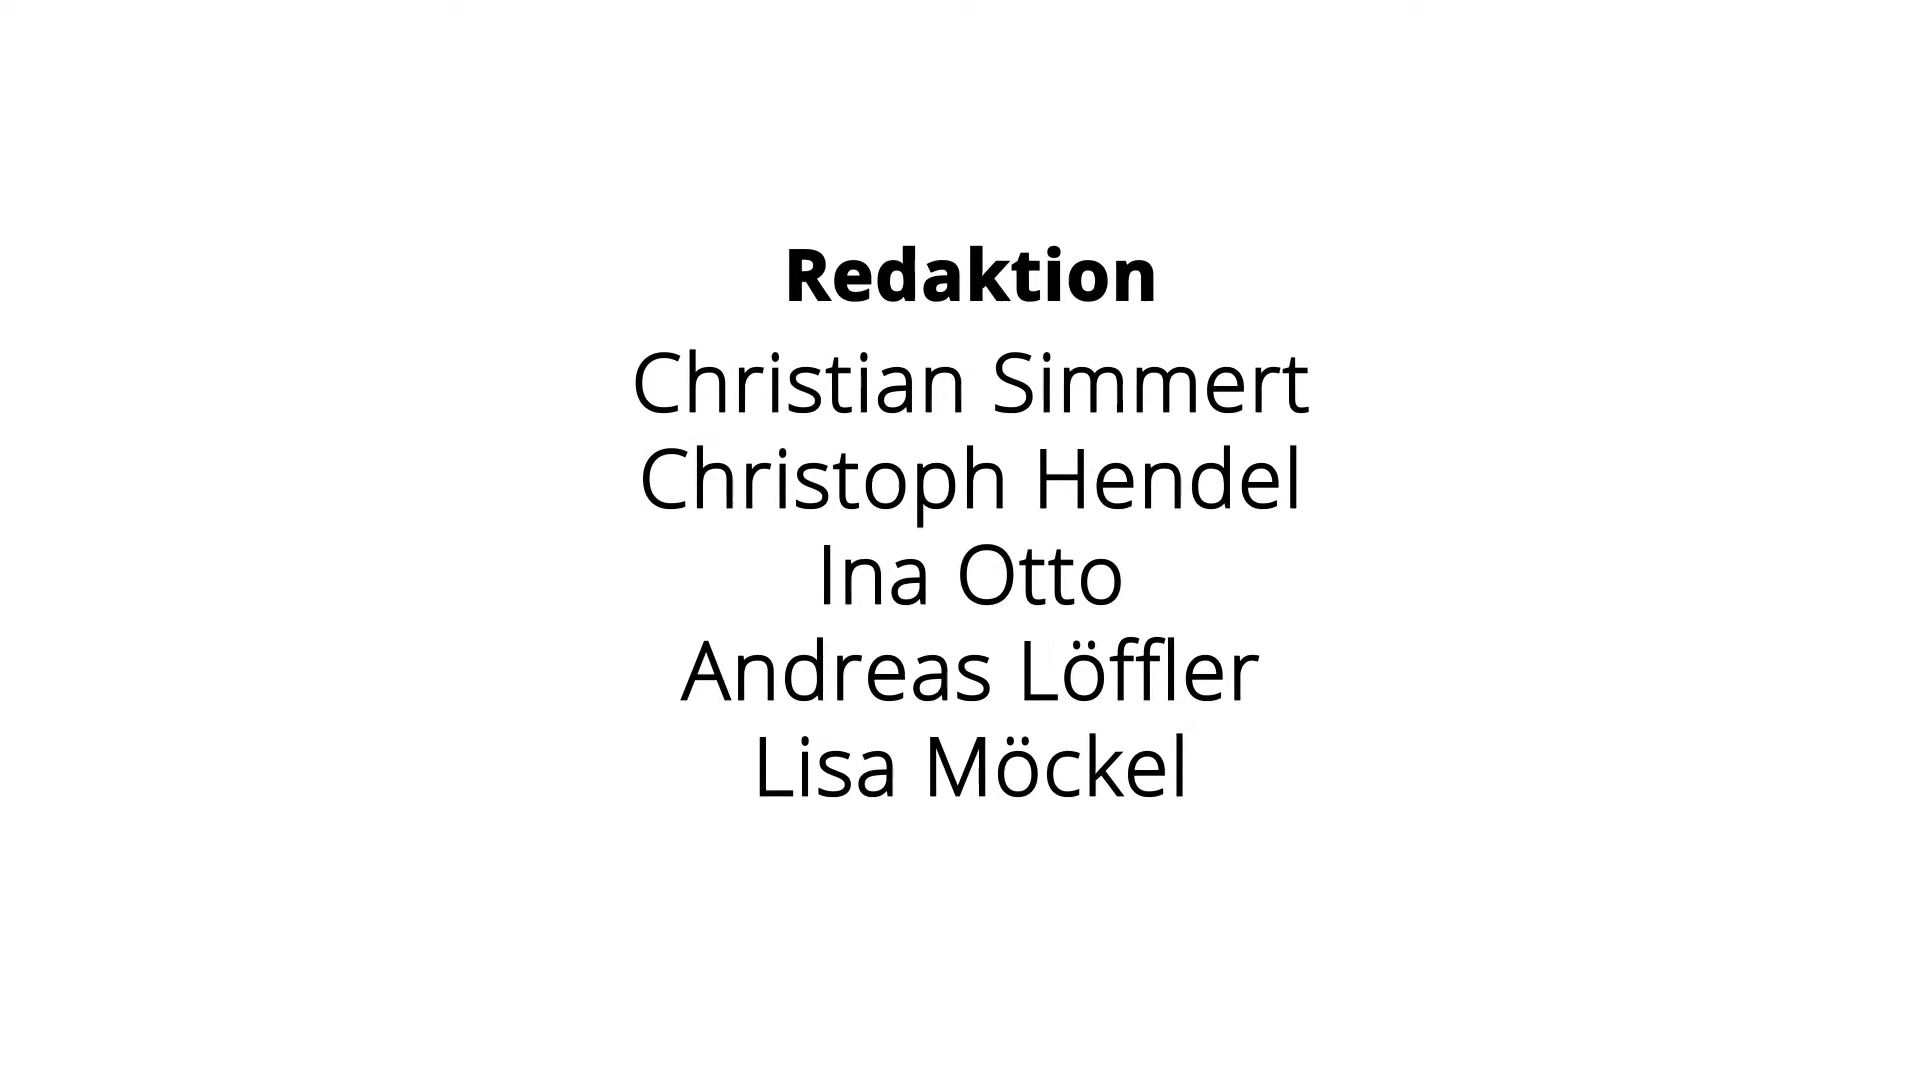 Redaktion
Christian Simmert
Christoph Hendel
Ina Otto
Andreas Löffler
Lisa Möckel